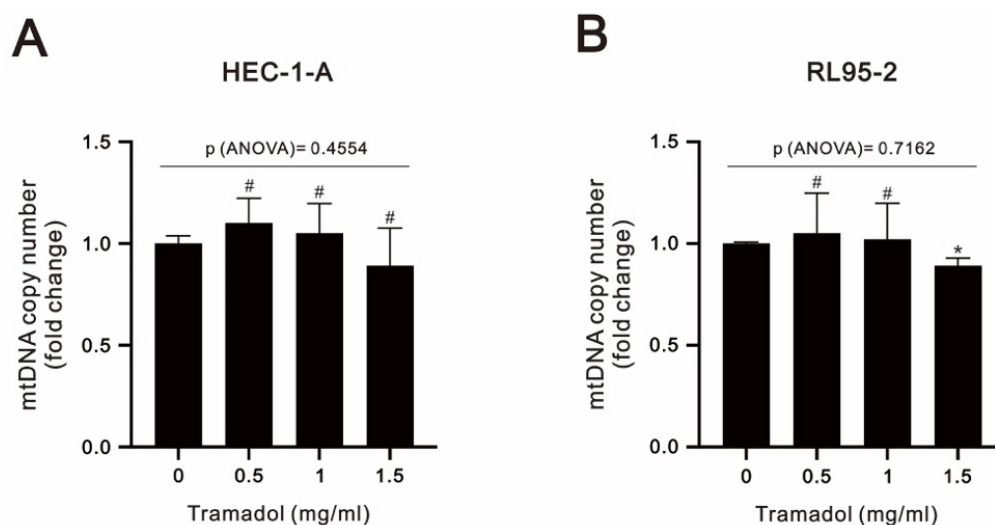 A
HEC-1-A
mtDNA copy number
(fold change)
1.5
1.0
0.5
0.0
p (ANOVA)= 0.4554
#
#
#
0 0.5 1 1.5
Tramadol (mg/ml)
B
RL95-2
mtDNA copy number
(fold change)
1.5
1.0
0.5
0.0
p (ANOVA)= 0.7162
#
#
*
0 0.5 1 1.5
Tramadol (mg/ml)